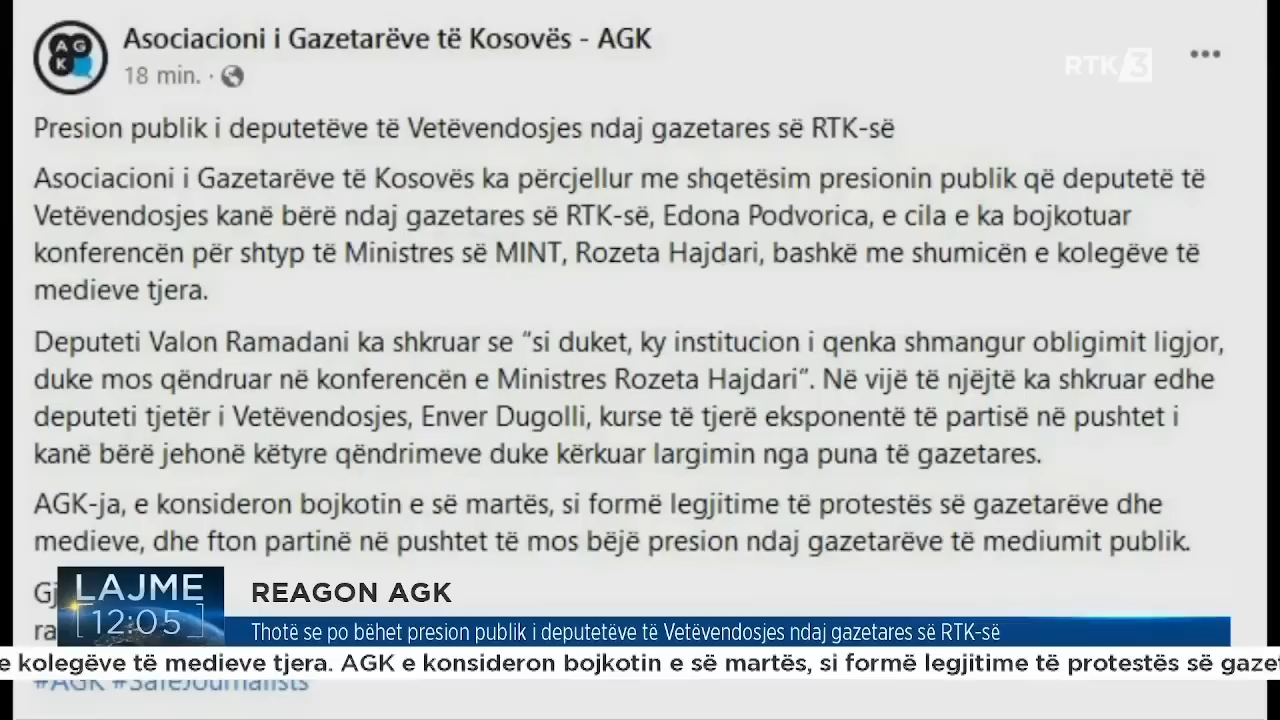 AGK
Asociacioni i Gazetarëve të Kosovës - AGK
18 min.
RTK 3
Presion publik i deputetëve të Vetëvendosjes ndaj gazetares së RTK-së
Asociacioni i Gazetarëve të Kosovës ka përcjellur me shqetësim presionin publik që deputetë të
Vetëvendosjes kanë bërë ndaj gazetares së RTK-së, Edona Podvorica, e cila e ka bojkotuar
konferencën për shtyp të Ministres së MINT, Rozeta Hajdari, bashkë me shumicën e kolegëve të
medieve tjera.
Deputeti Valon Ramadani ka shkruar se “si duket, ky institucion i qenka shmangur obligimit ligjor,
duke mos qëndruar në konferencën e Ministres Rozeta Hajdari”. Në vijë të njëjtë ka shkruar edhe
deputeti tjetër i Vetëvendosjes, Enver Dugolli, kurse të tjerë eksponentë të partisë në pushtet i
kanë bërë jehonë këtyre qëndrimeve duke kërkuar largimin nga puna të gazetares.
AGK-ja, e konsideron bojkotin e së martës, si formë legjitime të protestës së gazetarëve dhe
medieve, dhe fton partinë në pushtet të mos bëjë presion ndaj gazetarëve të mediumit publik.
LAJME
12:05
REAGON AGK
Thotë se po bëhet presion publik i deputetëve të Vetëvendosjes ndaj gazetares së RTK-së
e kolegëve të medieve tjera. AGK e konsideron bojkotin e së martës, si formë legjitime të protestës së
#AGK #SafeJournalists